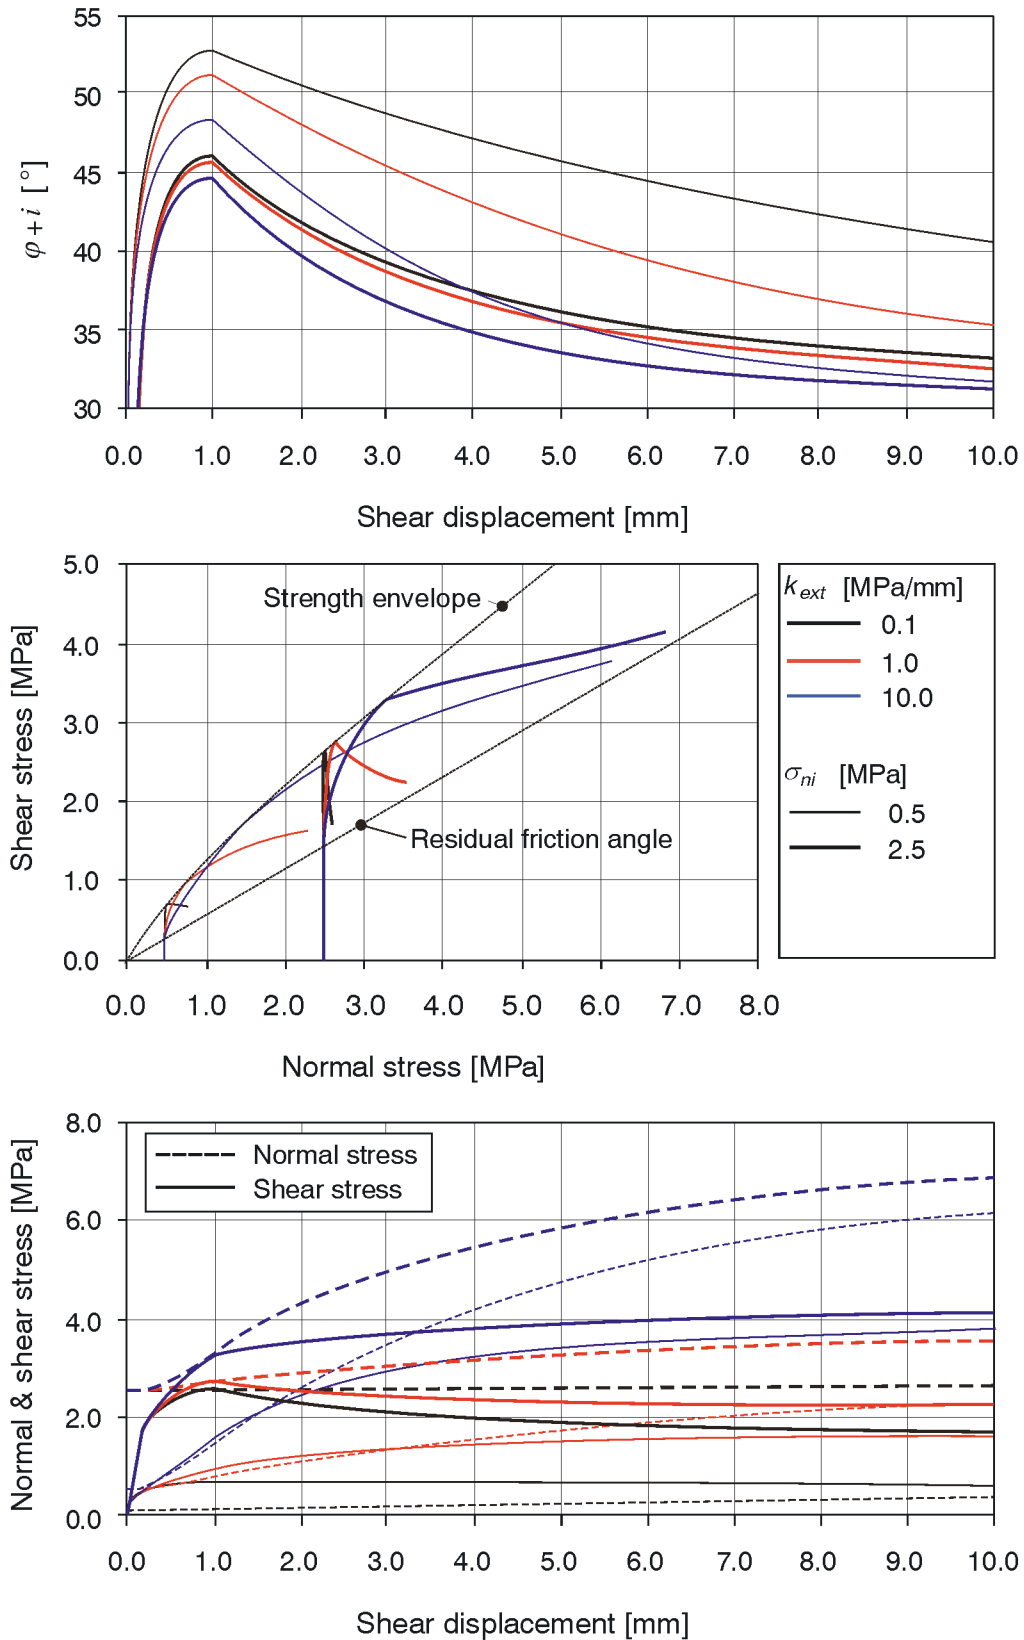 φ + i [°]
55
50
45
40
35
30
0.0 1.0 2.0 3.0 4.0 5.0 6.0 7.0 8.0 9.0 10.0
Shear displacement [mm]
Shear stress [MPa]
5.0
4.0
3.0
2.0
1.0
0.0
Strength envelope
Residual friction angle
0.0 1.0 2.0 3.0 4.0 5.0 6.0 7.0 8.0
Normal stress [MPa]
k_ext [MPa/mm]
0.1
1.0
10.0
σ_ni [MPa]
0.5
2.5
Normal & shear stress [MPa]
8.0
6.0
4.0
2.0
0.0
Normal stress
Shear stress
0.0 1.0 2.0 3.0 4.0 5.0 6.0 7.0 8.0 9.0 10.0
Shear displacement [mm]